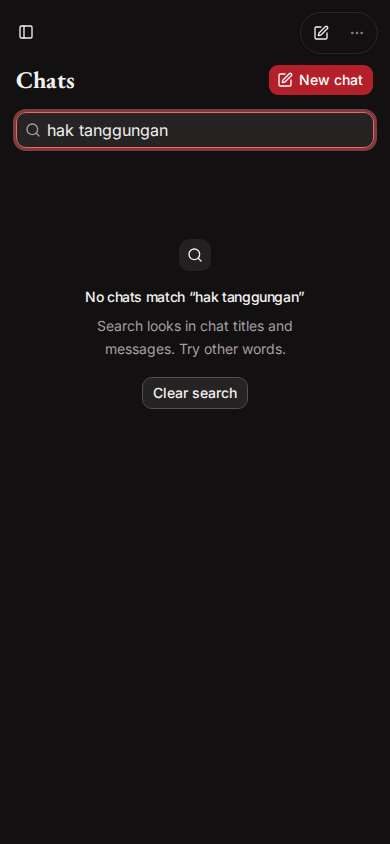 Chats
New chat
hak tanggungan
No chats match “hak tanggungan”
Search looks in chat titles and
messages. Try other words.
Clear search